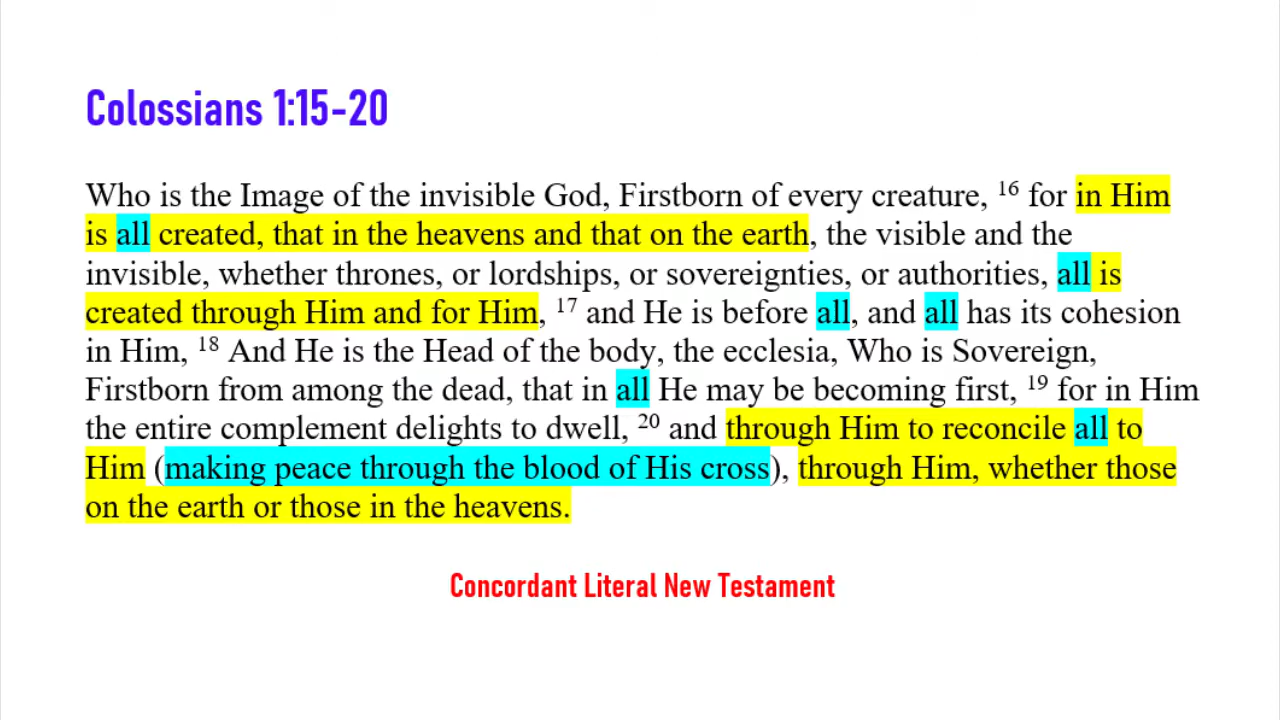 Colossians 1:15-20
Who is the Image of the invisible God, Firstborn of every creature, 16 for in Him
is all created, that in the heavens and that on the earth, the visible and the
invisible, whether thrones, or lordships, or sovereignties, or authorities, all is
created through Him and for Him, 17 and He is before all, and all has its cohesion
in Him, 18 And He is the Head of the body, the ecclesia, Who is Sovereign,
Firstborn from among the dead, that in all He may be becoming first, 19 for in Him
the entire complement delights to dwell, 20 and through Him to reconcile all to
Him (making peace through the blood of His cross), through Him, whether those
on the earth or those in the heavens.
Concordant Literal New Testament